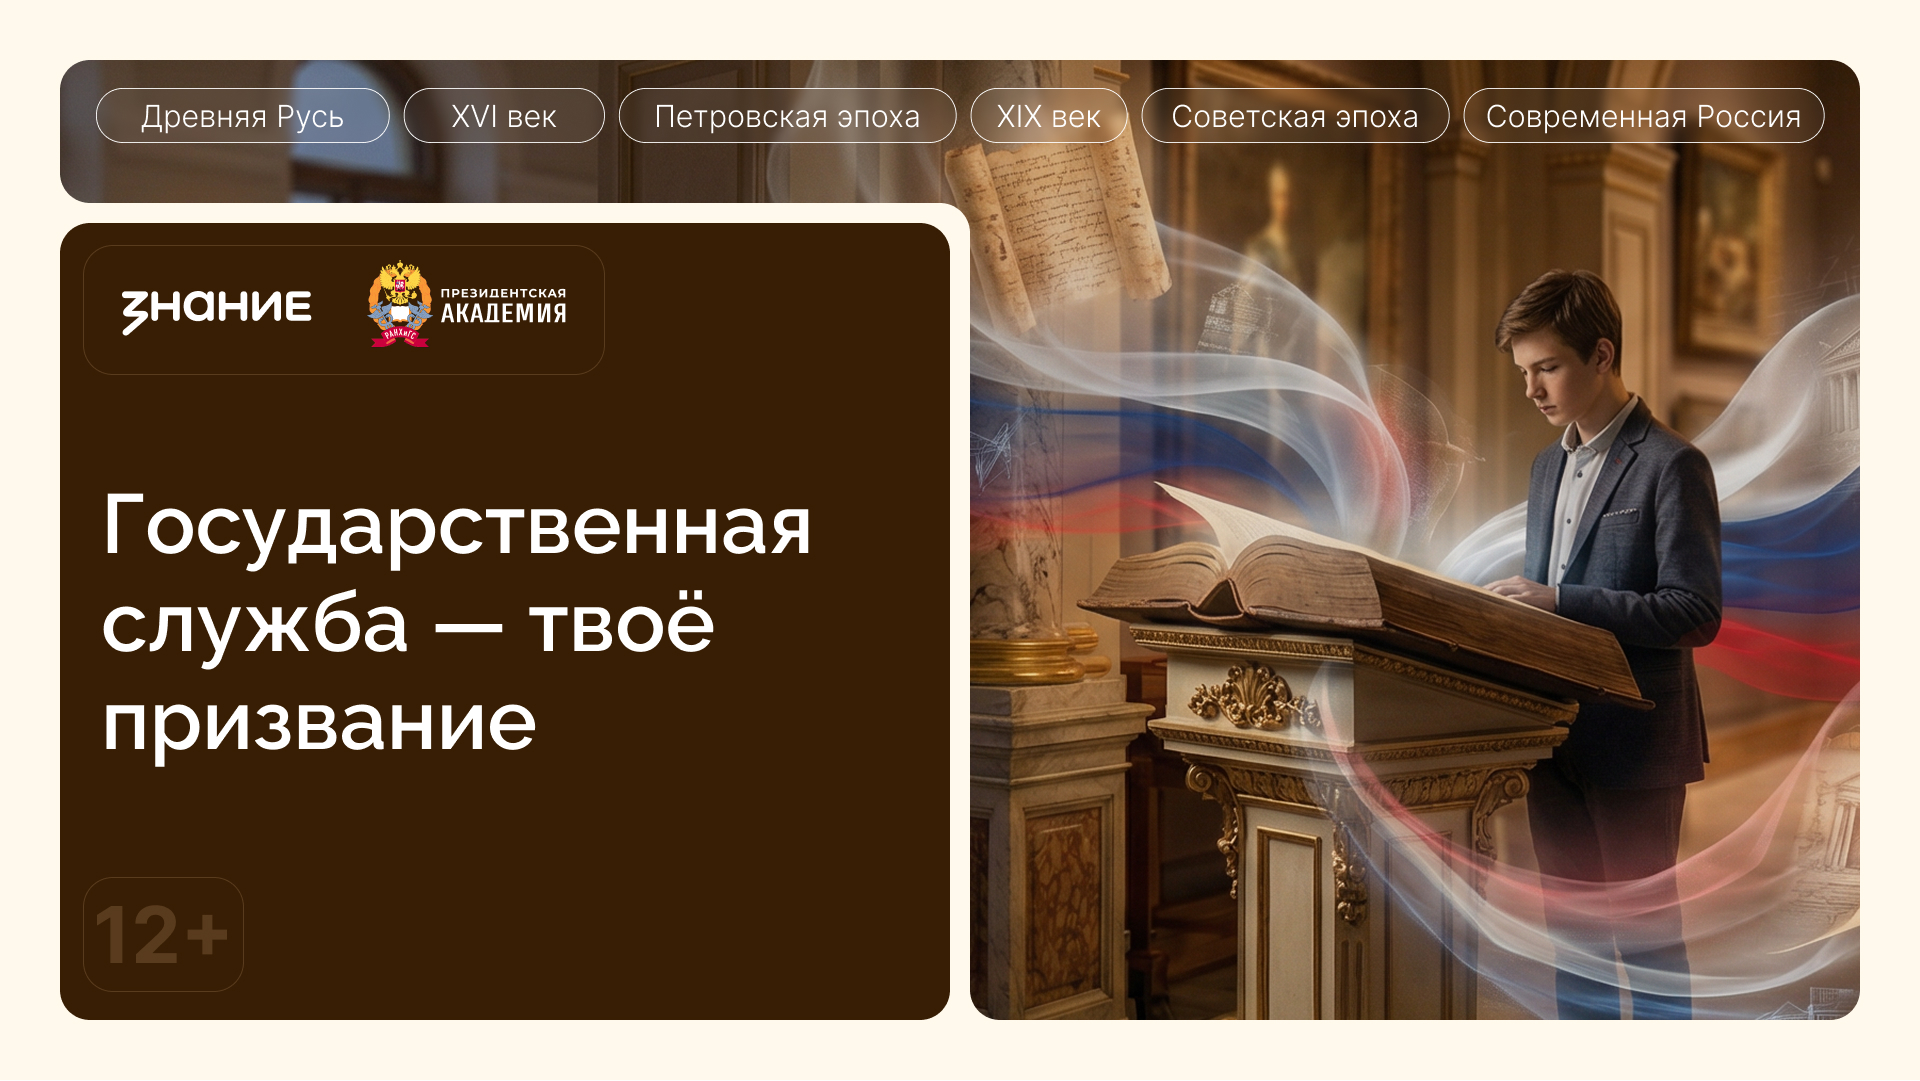 Древняя Русь
XVI век
Петровская эпоха
XIX век
Советская эпоха
Современная Россия
ЗНАНИЕ
ПРЕЗИДЕНТСКАЯ
АКАДЕМИЯ
РАНХиГС
Государственная
служба — твоё
призвание
12+